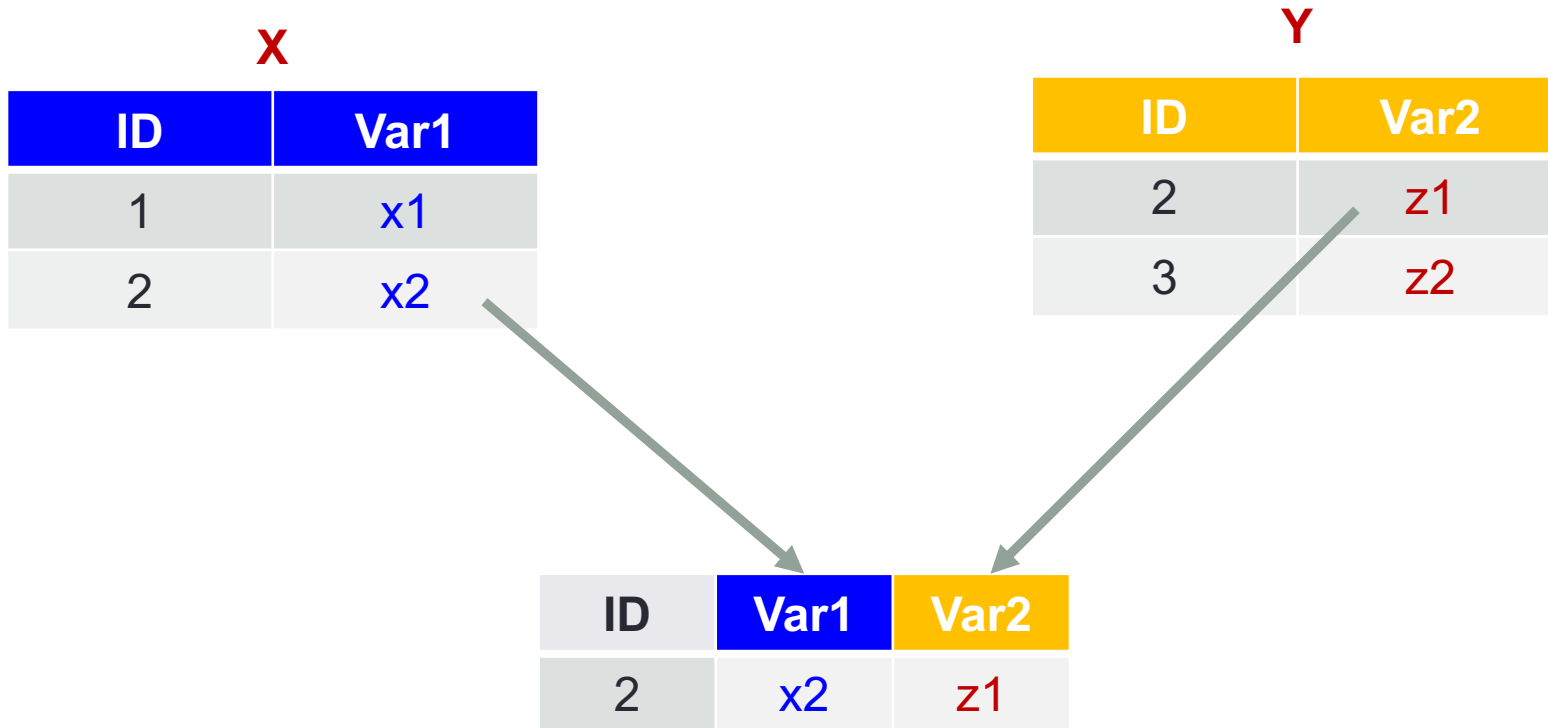 X
ID Var1
1 x1
2 x2
Y
ID Var2
2 z1
3 z2
ID Var1 Var2
2 x2 z1